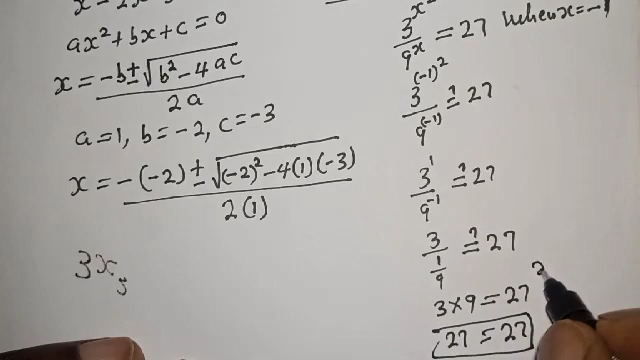 ax² + bx + c = 0
x = (-b ± √(b² - 4ac)) / 2a
a = 1, b = -2, c = -3
x = (-(-2) ± √((-2)² - 4(1)(-3))) / 2(1)
3x
3^(x²) / 9^x = 27 when x = -1
3^((-1)²) / 9^(-1) ≟ 27
3^1 / 9^-1 ≟ 27
3 / (1/9) ≟ 27
3 × 9 = 27
27 = 27